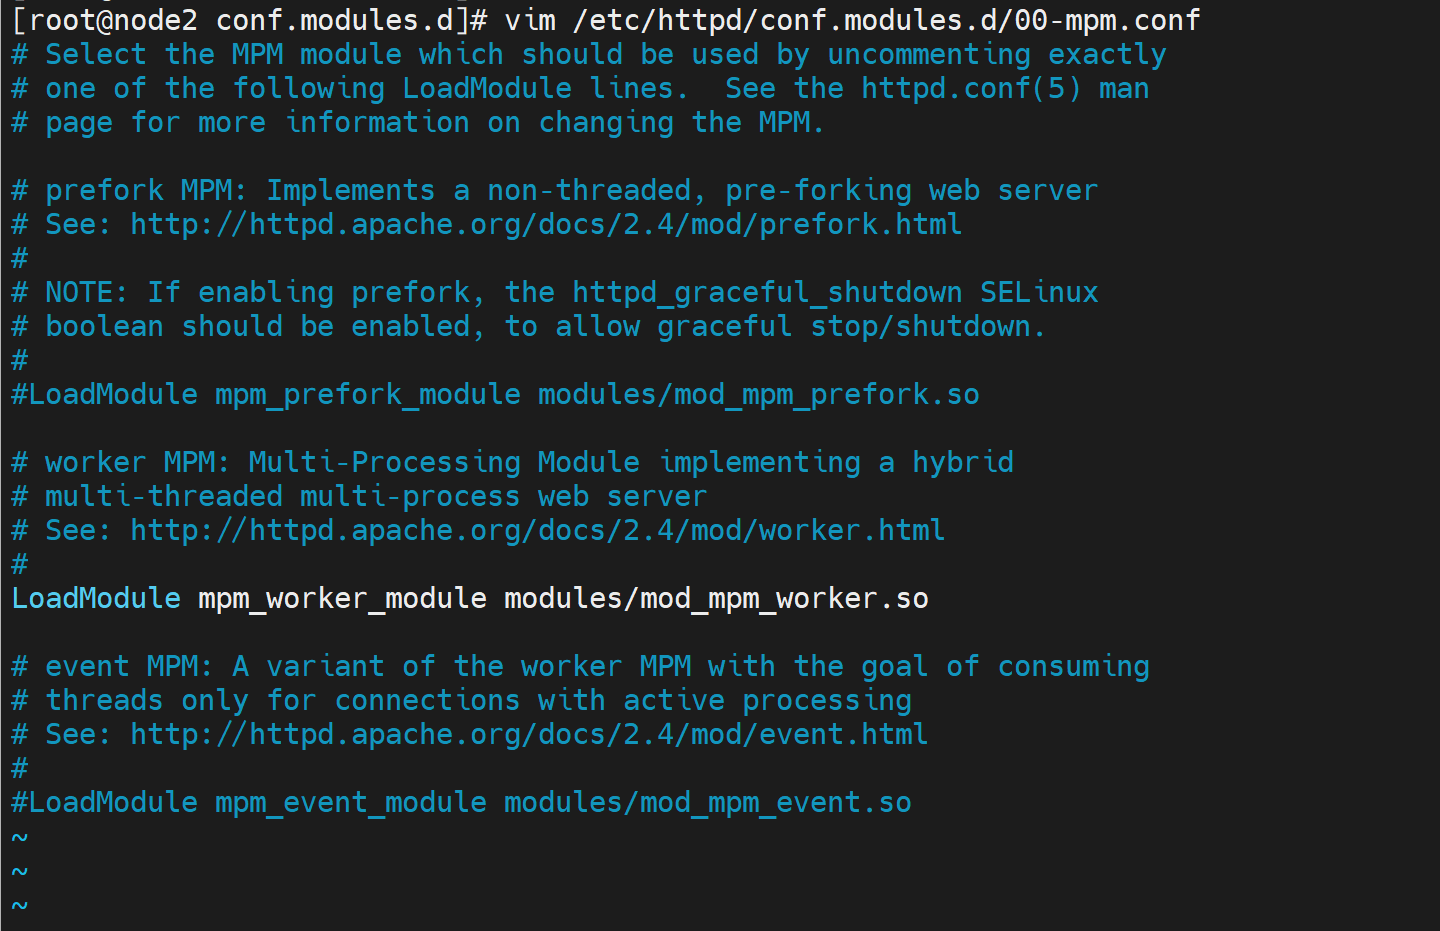 [root@node2 conf.modules.d]# vim /etc/httpd/conf.modules.d/00-mpm.conf
# Select the MPM module which should be used by uncommenting exactly
# one of the following LoadModule lines.  See the httpd.conf(5) man
# page for more information on changing the MPM.

# prefork MPM: Implements a non-threaded, pre-forking web server
# See: http://httpd.apache.org/docs/2.4/mod/prefork.html
#
# NOTE: If enabling prefork, the httpd_graceful_shutdown SELinux
# boolean should be enabled, to allow graceful stop/shutdown.
#
#LoadModule mpm_prefork_module modules/mod_mpm_prefork.so

# worker MPM: Multi-Processing Module implementing a hybrid
# multi-threaded multi-process web server
# See: http://httpd.apache.org/docs/2.4/mod/worker.html
#
LoadModule mpm_worker_module modules/mod_mpm_worker.so

# event MPM: A variant of the worker MPM with the goal of consuming
# threads only for connections with active processing
# See: http://httpd.apache.org/docs/2.4/mod/event.html
#
#LoadModule mpm_event_module modules/mod_mpm_event.so
~
~
~